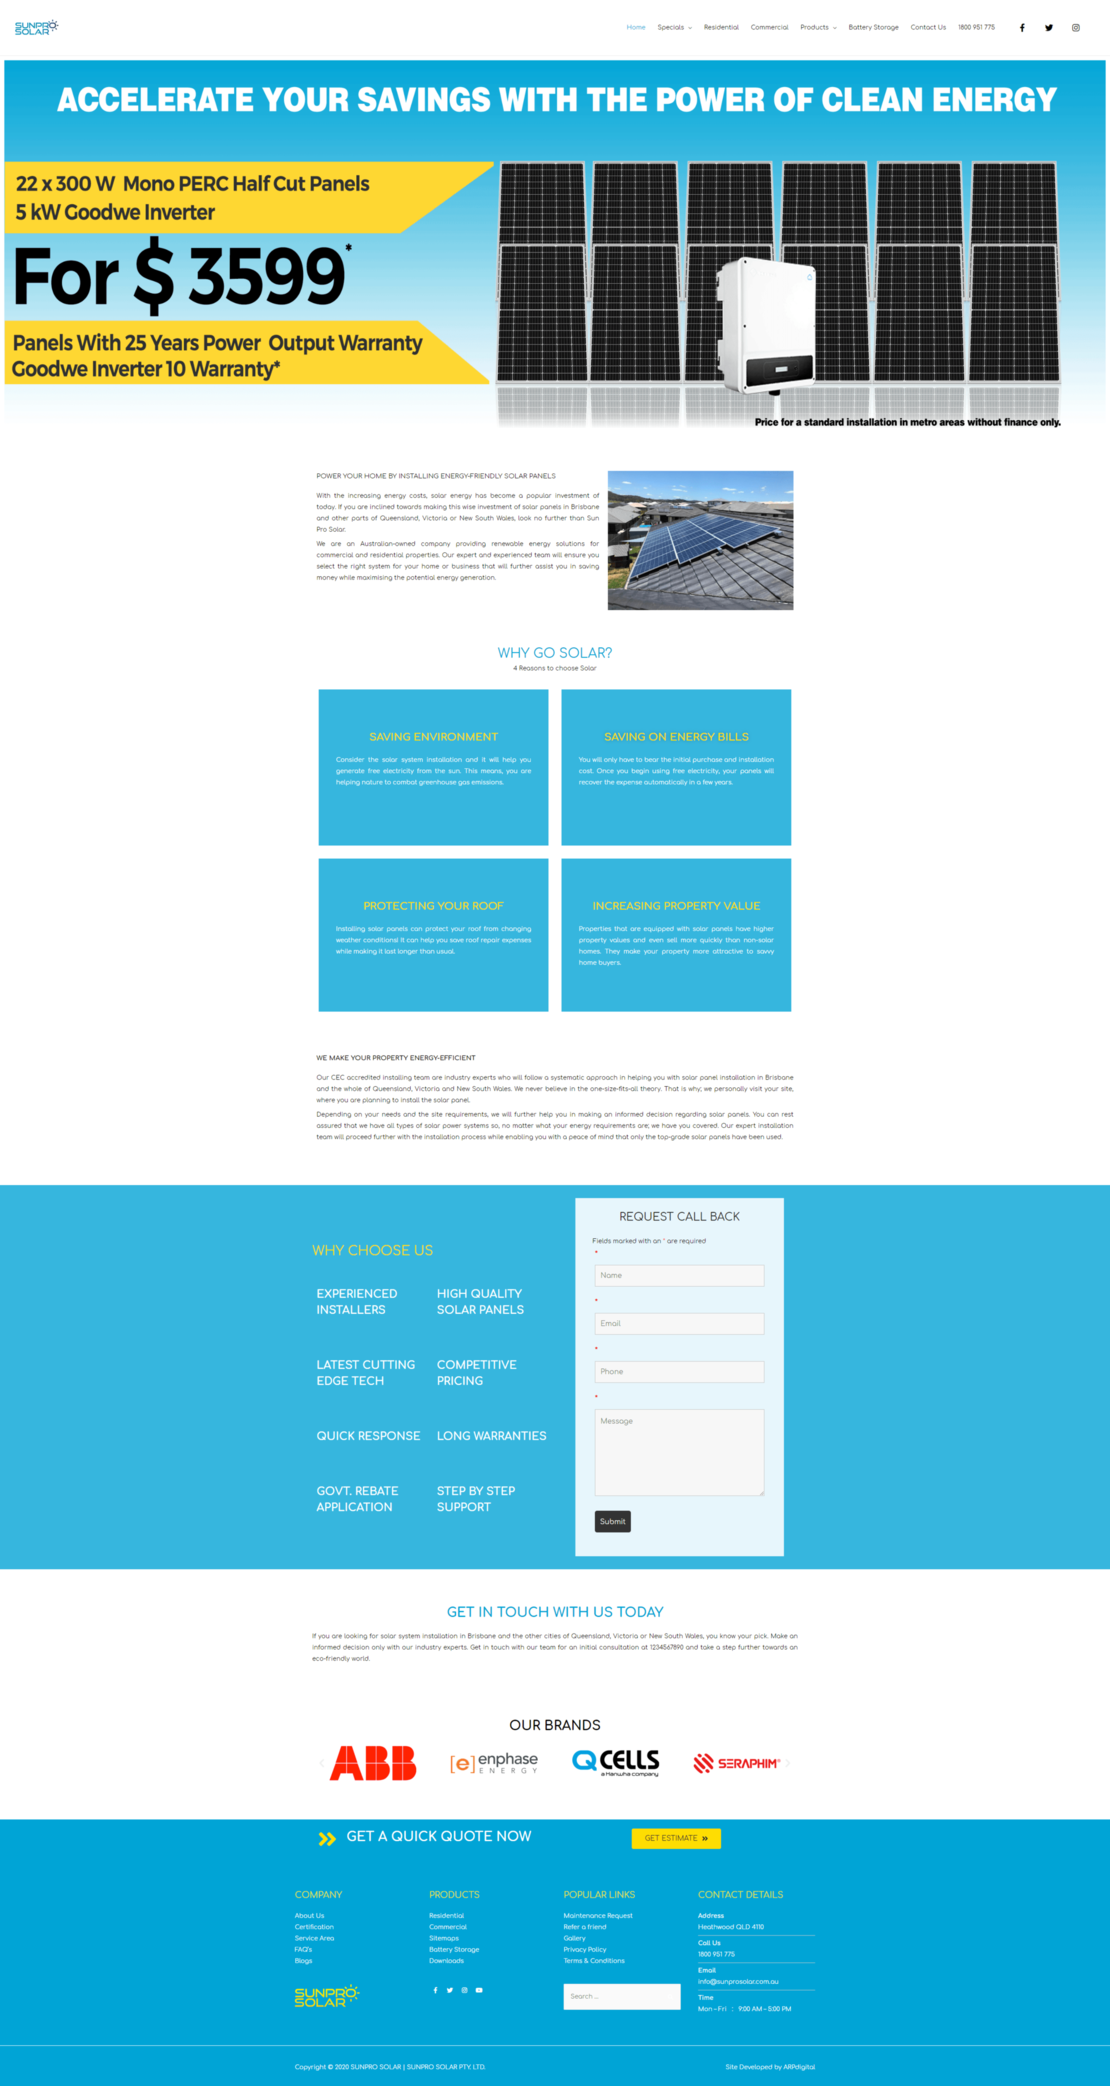 SUNPRO
SOLAR
Home Specials Residential Commercial Products Battery Storage Contact Us 1800 951 775
ACCELERATE YOUR SAVINGS WITH THE POWER OF CLEAN ENERGY
22 x 300 W Mono PERC Half Cut Panels
5 kW Goodwe Inverter
For $ 3599*
Panels With 25 Years Power Output Warranty
Goodwe Inverter 10 Warranty*
Price for a standard installation in metro areas without finance only.
POWER YOUR HOME BY INSTALLING ENERGY-FRIENDLY SOLAR PANELS
With the increasing energy costs, solar energy has become a popular investment of
today. If you are inclined towards making this wise investment of solar panels in Brisbane
and other parts of Queensland, Victoria or New South Wales, look no further than Sun
Pro Solar.
We are an Australian-owned company providing renewable energy solutions for
commercial and residential properties. Our expert and experienced team will ensure you
select the right system for your home or business that will further assist you in saving
money while maximising the potential energy generation.
WHY GO SOLAR?
4 Reasons to choose Solar
SAVING ENVIRONMENT
Consider the solar system installation and it will help you
generate free electricity from the sun. This means, you are
helping nature to combat greenhouse gas emissions.
SAVING ON ENERGY BILLS
You will only have to bear the initial purchase and installation
cost. Once you begin using free electricity, your panels will
recover the expense automatically in a few years.
PROTECTING YOUR ROOF
Installing solar panels can protect your roof from changing
weather conditions! It can help you save roof repair expenses
while making it last longer than usual.
INCREASING PROPERTY VALUE
Properties that are equipped with solar panels have higher
property values and even sell more quickly than non-solar
homes. They make your property more attractive to savvy
home buyers.
WE MAKE YOUR PROPERTY ENERGY-EFFICIENT
Our CEC accredited installing team are industry experts who will follow a systematic approach in helping you with solar panel installation in Brisbane
and the whole of Queensland, Victoria and New South Wales. We never believe in the one-size-fits-all theory. That is why; we personally visit your site,
where you are planning to install the solar panel.
Depending on your needs and the site requirements, we will further help you in making an informed decision regarding solar panels. You can rest
assured that we have all types of solar power systems so, no matter what your energy requirements are; we have you covered. Our expert installation
team will proceed further with the installation process while enabling you with a peace of mind that only the top-grade solar panels have been used.
WHY CHOOSE US
EXPERIENCED
INSTALLERS
HIGH QUALITY
SOLAR PANELS
LATEST CUTTING
EDGE TECH
COMPETITIVE
PRICING
QUICK RESPONSE
LONG WARRANTIES
GOVT. REBATE
APPLICATION
STEP BY STEP
SUPPORT
REQUEST CALL BACK
Fields marked with an * are required
*
Name
*
Email
*
Phone
*
Message
Submit
GET IN TOUCH WITH US TODAY
If you are looking for solar system installation in Brisbane and the other cities of Queensland, Victoria or New South Wales, you know your pick. Make an
informed decision only with our industry experts. Get in touch with our team for an initial consultation at 1234567890 and take a step further towards an
eco-friendly world.
OUR BRANDS
ABB
[e] enphase
ENERGY
QCELLS
a Hanwha company
SERAPHIM
GET A QUICK QUOTE NOW
GET ESTIMATE
COMPANY
About Us
Certification
Service Area
FAQ's
Blogs
SUNPRO
SOLAR
PRODUCTS
Residential
Commercial
Sitemaps
Battery Storage
Downloads
POPULAR LINKS
Maintenance Request
Refer a friend
Gallery
Privacy Policy
Terms & Conditions
Search ...
CONTACT DETAILS
Address
Heathwood QLD 4110
Call Us
1800 951 775
Email
info@sunprosolar.com.au
Time
Mon – Fri : 9:00 AM – 5:00 PM
Copyright © 2020 SUNPRO SOLAR | SUNPRO SOLAR PTY. LTD.
Site Developed by ARPdigital